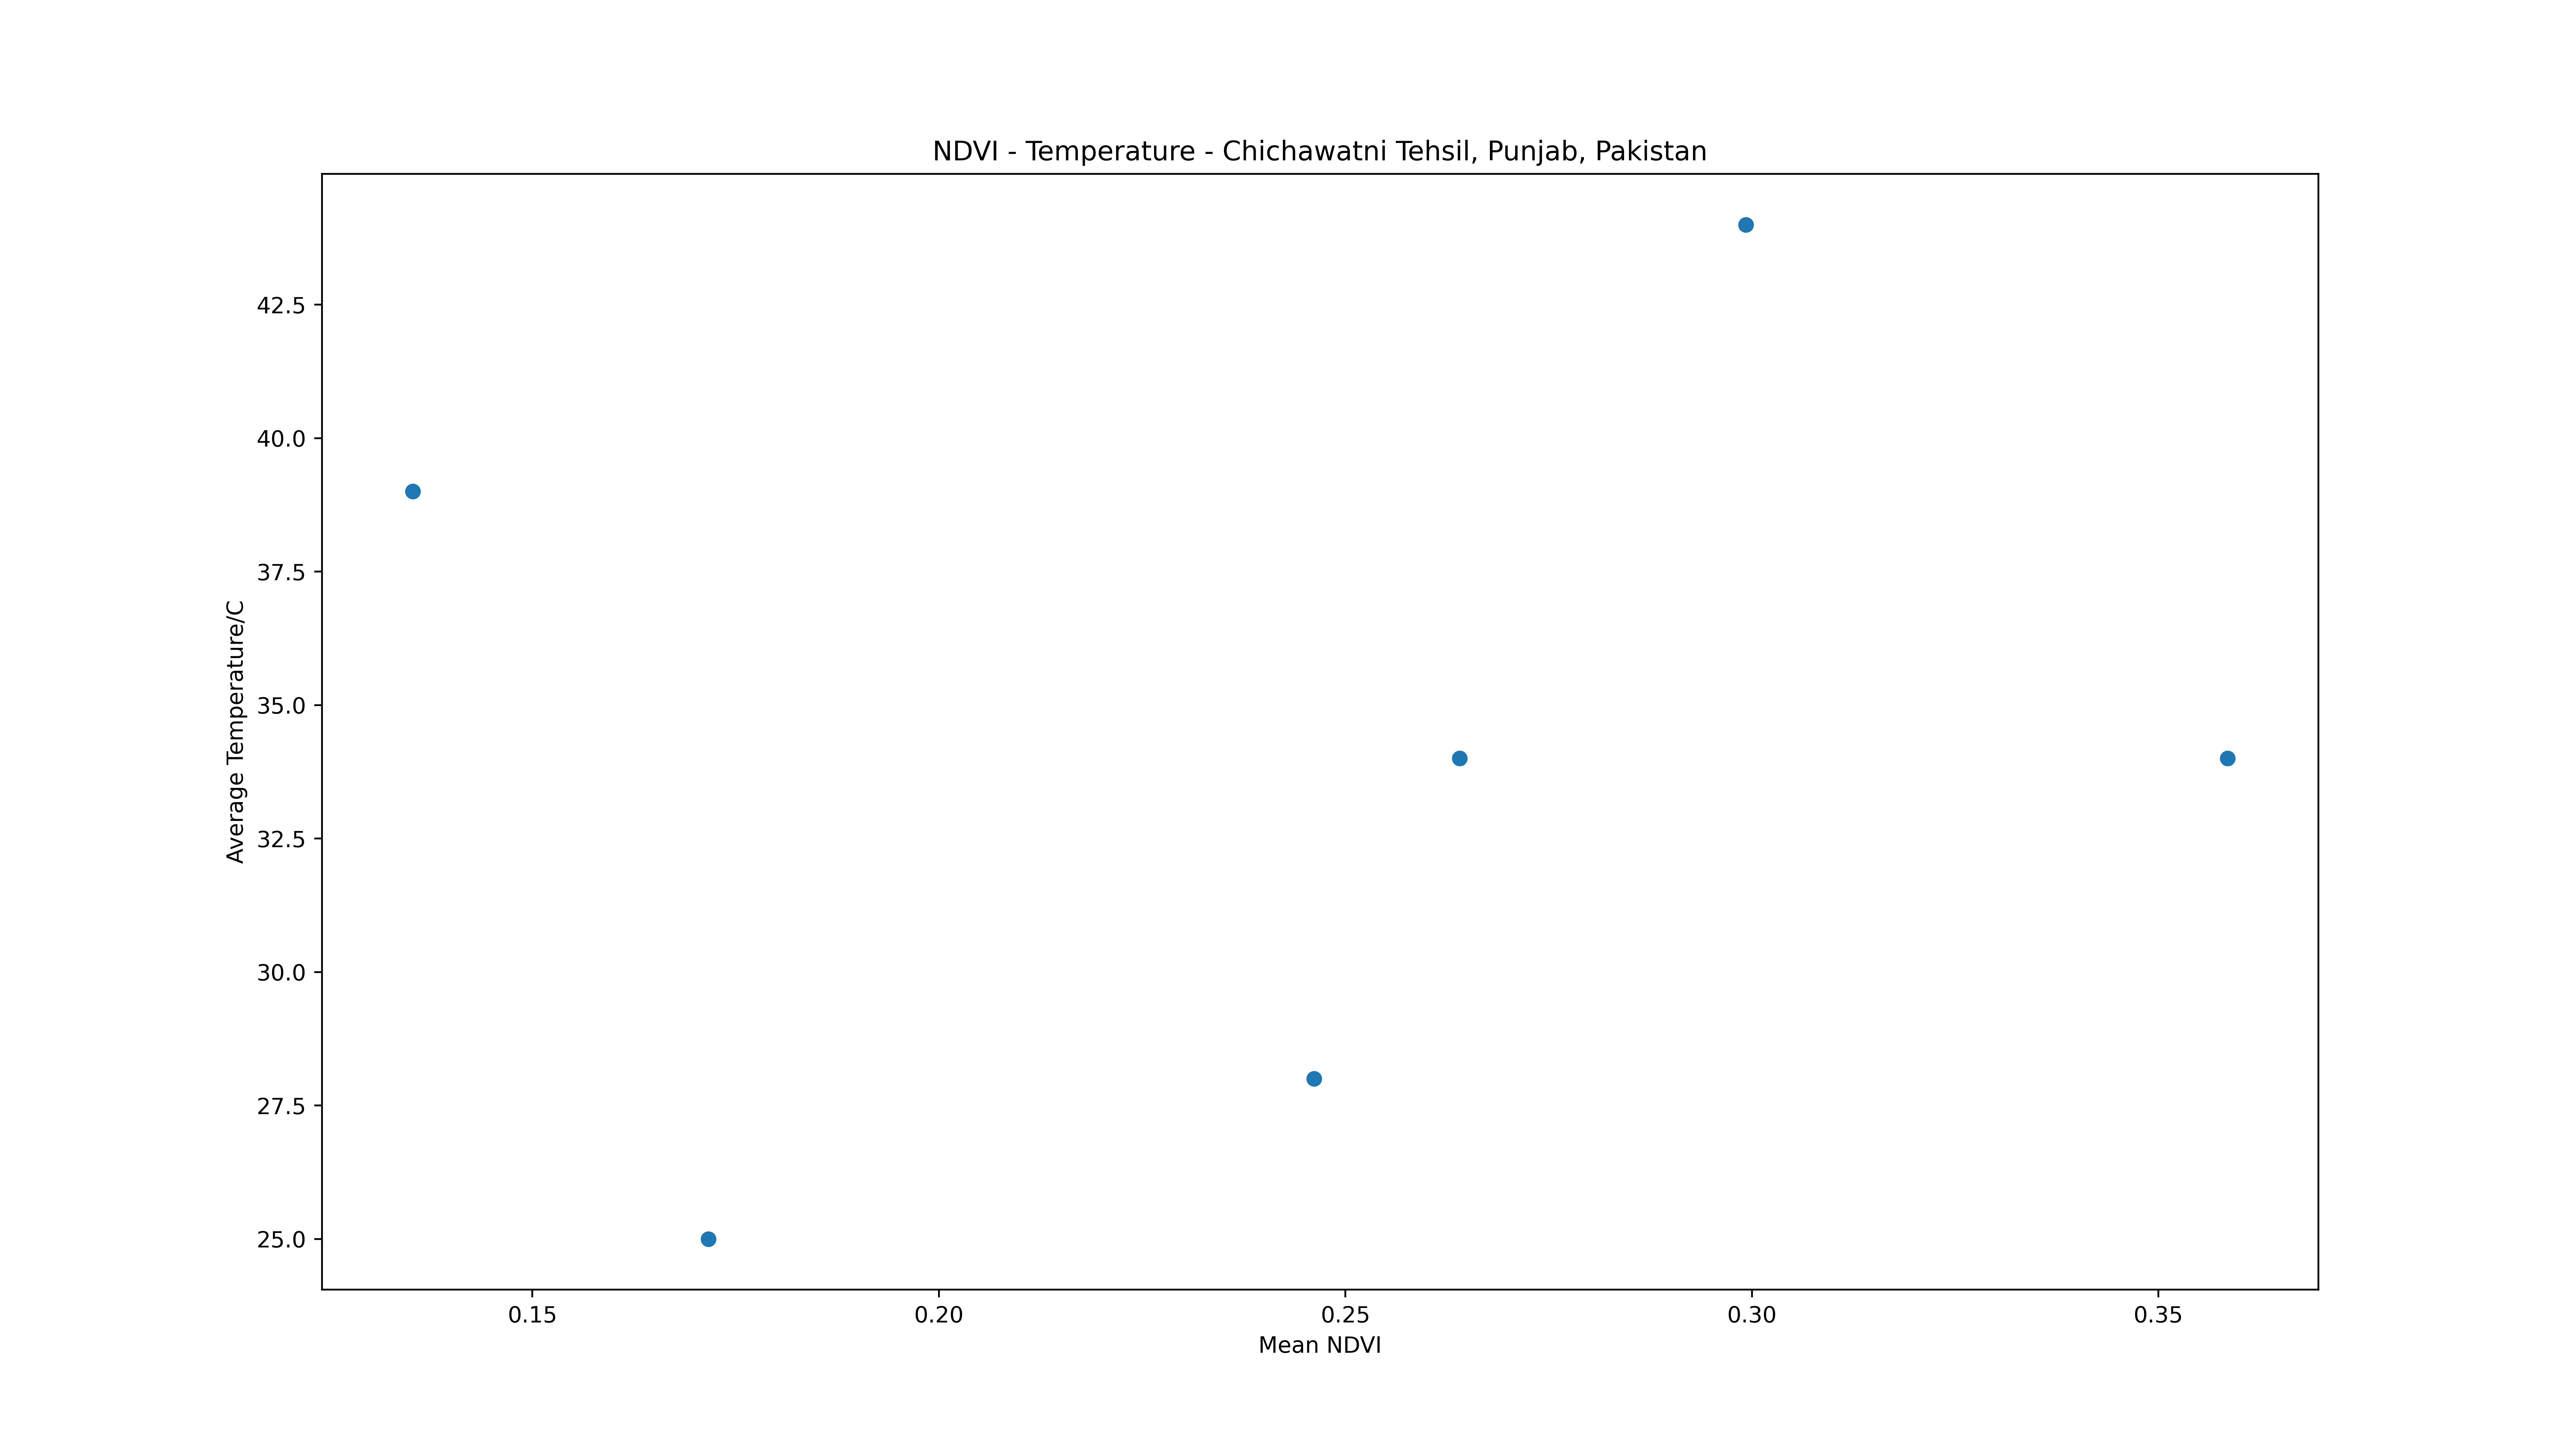 NDVI - Temperature - Chichawatni Tehsil, Punjab, Pakistan
42.5
40.0
37.5
35.0
32.5
30.0
27.5
25.0
Average Temperature/C
0.15 0.20 0.25 0.30 0.35
Mean NDVI